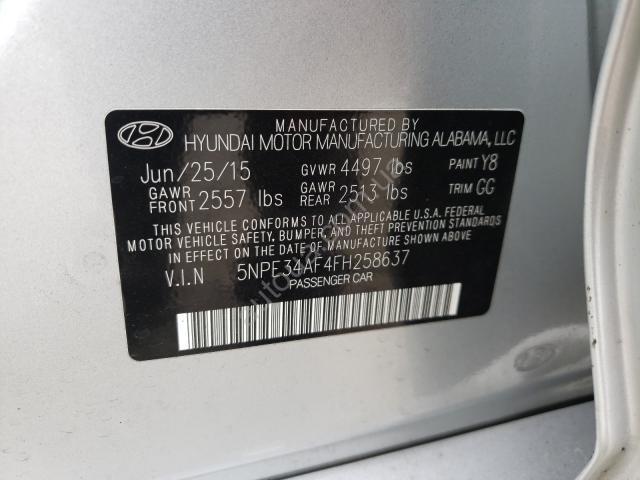 MANUFACTURED BY
HYUNDAI MOTOR MANUFACTURING ALABAMA, LLC
Jun/25/15 GVWR 4497 lbs PAINT Y8
GAWR FRONT 2557 lbs GAWR REAR 2513 lbs TRIM GG
THIS VEHICLE CONFORMS TO ALL APPLICABLE U.S.A. FEDERAL
MOTOR VEHICLE SAFETY, BUMPER, AND THEFT PREVENTION STANDARDS
IN EFFECT ON THE DATE OF MANUFACTURE SHOWN ABOVE.
V.I.N 5NPE34AF4FH258637
PASSENGER CAR